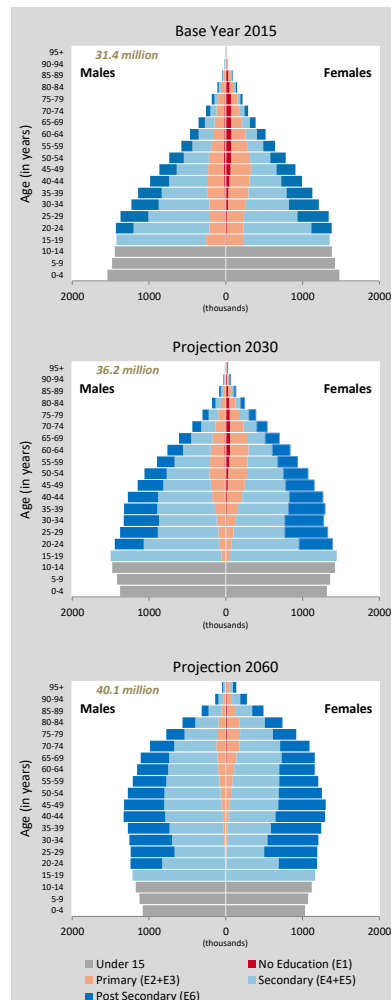 Base Year 2015
31.4 million
Males
Females
Age (in years)
95+
90-94
85-89
80-84
75-79
70-74
65-69
60-64
55-59
50-54
45-49
40-44
35-39
30-34
25-29
20-24
15-19
10-14
5-9
0-4
2000 1000 0 1000 2000
(thousands)
Projection 2030
36.2 million
Males
Females
Age (in years)
95+
90-94
85-89
80-84
75-79
70-74
65-69
60-64
55-59
50-54
45-49
40-44
35-39
30-34
25-29
20-24
15-19
10-14
5-9
0-4
2000 1000 0 1000 2000
(thousands)
Projection 2060
40.1 million
Males
Females
Age (in years)
95+
90-94
85-89
80-84
75-79
70-74
65-69
60-64
55-59
50-54
45-49
40-44
35-39
30-34
25-29
20-24
15-19
10-14
5-9
0-4
2000 1000 0 1000 2000
(thousands)
Under 15
No Education (E1)
Primary (E2+E3)
Secondary (E4+E5)
Post Secondary (E6)